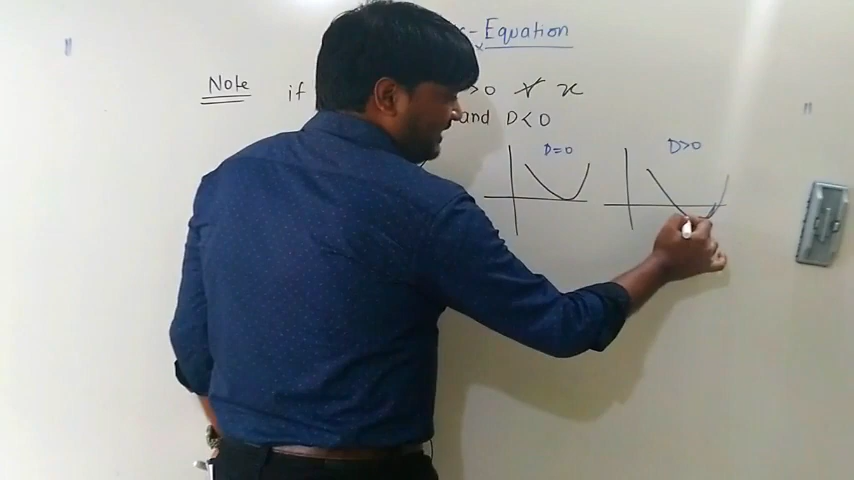 Equation
Note if >0 ∀ x
and D<0
D=0 D>0